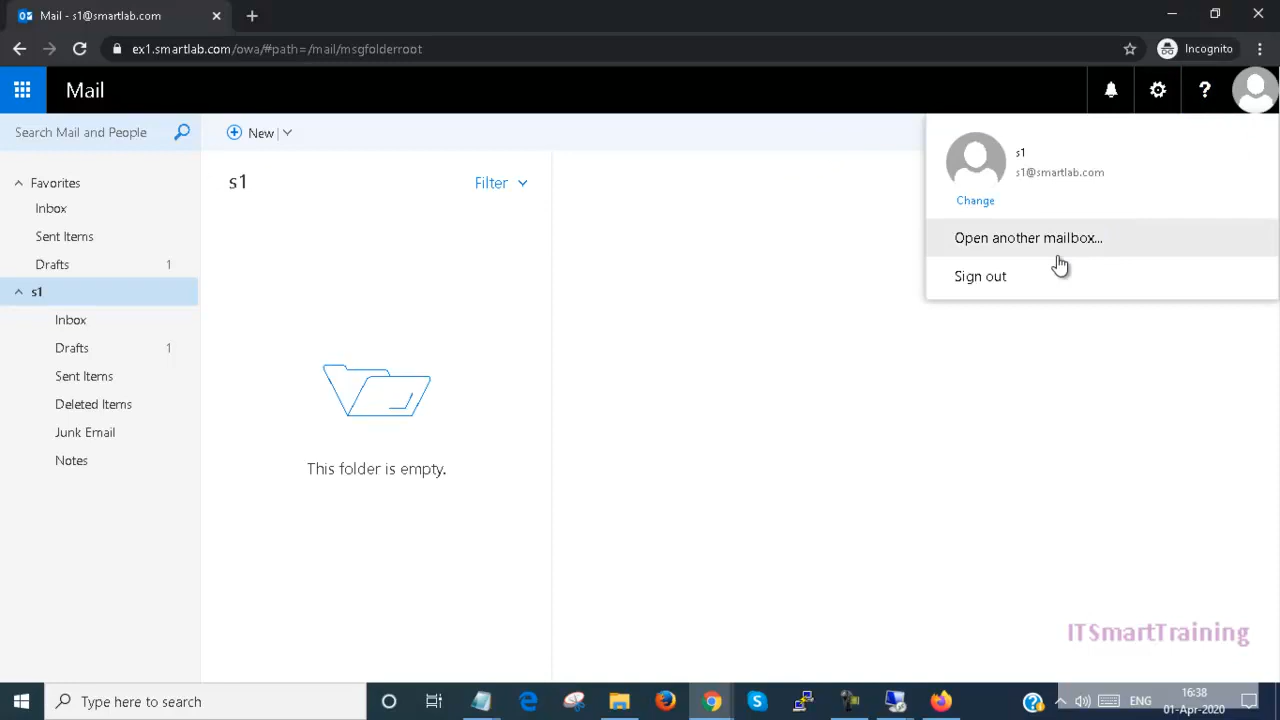 Mail - s1@smartlab.com
ex1.smartlab.com/owa/#path=/mail/msgfolderroot
Incognito
Mail
?
Search Mail and People
New
s1
s1@smartlab.com
Change
Favorites
Inbox
Sent Items
Drafts 1
s1
Inbox
Drafts 1
Sent Items
Deleted Items
Junk Email
Notes
s1
Filter
This folder is empty.
Open another mailbox...
Sign out
ITSmartTraining
Type here to search
ENG
16:38
01-Apr-2020